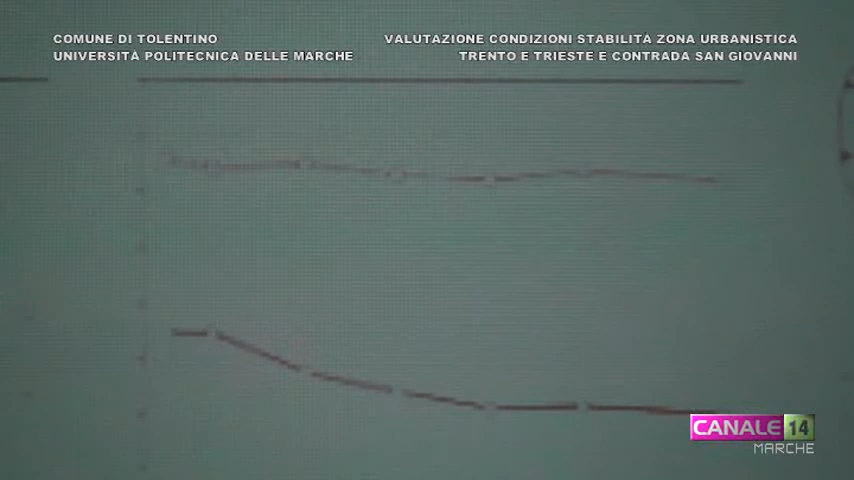 COMUNE DI TOLENTINO
UNIVERSITÀ POLITECNICA DELLE MARCHE
VALUTAZIONE CONDIZIONI STABILITÀ ZONA URBANISTICA
TRENTO E TRIESTE E CONTRADA SAN GIOVANNI
CANALE 14
MARCHE